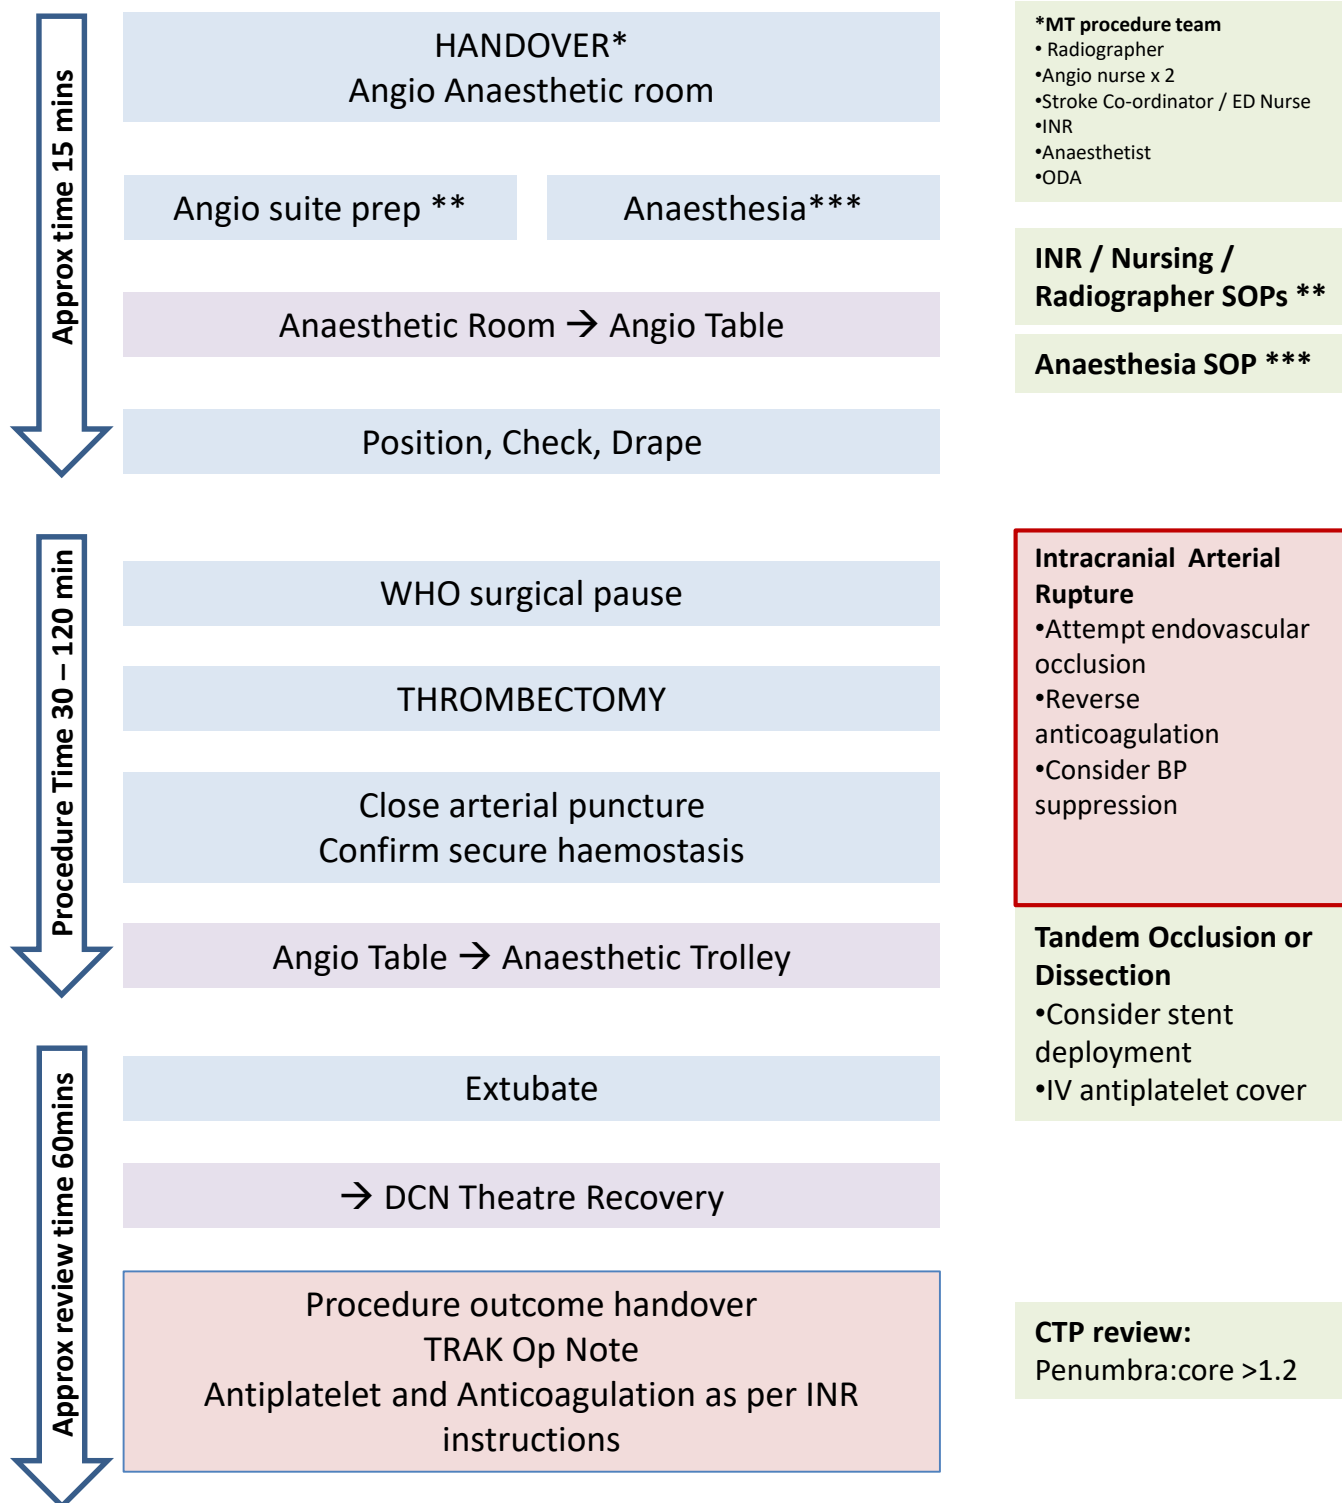 Approx time 15 mins
HANDOVER*
Angio Anaesthetic room
Angio suite prep **
Anaesthesia***
Anaesthetic Room → Angio Table
Position, Check, Drape
Procedure Time 30 – 120 min
WHO surgical pause
THROMBECTOMY
Close arterial puncture
Confirm secure haemostasis
Angio Table → Anaesthetic Trolley
Approx review time 60mins
Extubate
→ DCN Theatre Recovery
Procedure outcome handover
TRAK Op Note
Antiplatelet and Anticoagulation as per INR
instructions
*MT procedure team
• Radiographer
•Angio nurse x 2
•Stroke Co-ordinator / ED Nurse
•INR
•Anaesthetist
•ODA
INR / Nursing /
Radiographer SOPs **
Anaesthesia SOP ***
Intracranial Arterial
Rupture
•Attempt endovascular
occlusion
•Reverse
anticoagulation
•Consider BP
suppression
Tandem Occlusion or
Dissection
•Consider stent
deployment
•IV antiplatelet cover
CTP review:
Penumbra:core >1.2